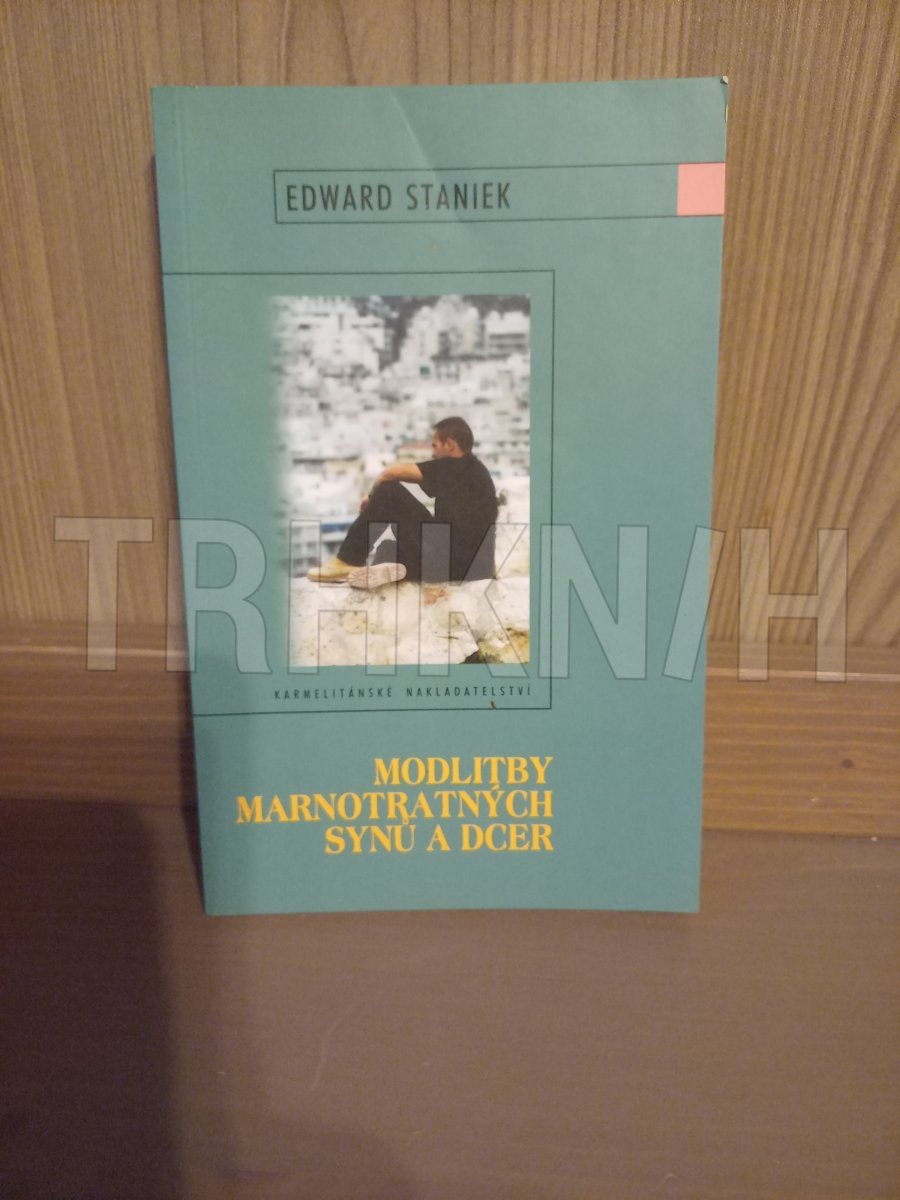 EDWARD STANIEK
TRHKNIH
KARMELITÁNSKÉ NAKLADATELSTVÍ
MODLITBY
MARNOTRATNÝCH
SYNŮ A DCER